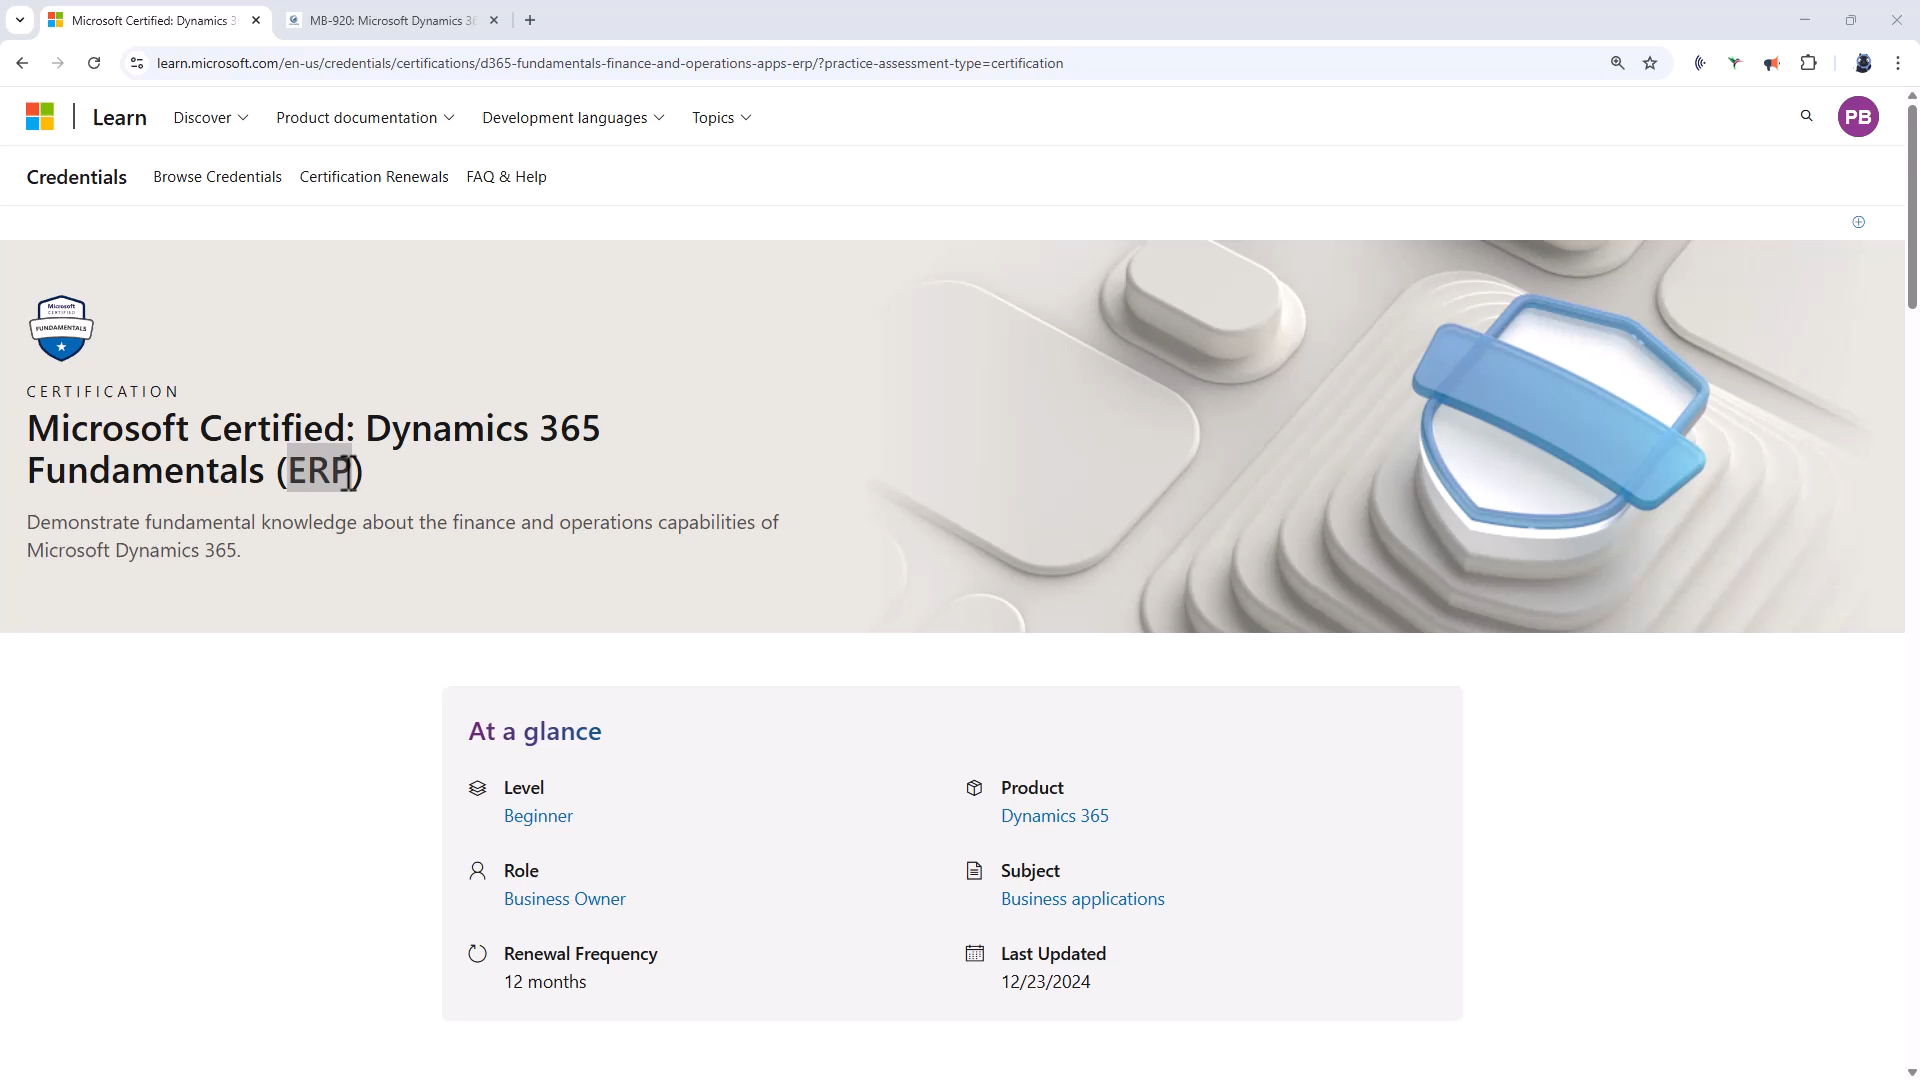 Microsoft Certified: Dynamics 3
MB-920: Microsoft Dynamics 36
learn.microsoft.com/en-us/credentials/certifications/d365-fundamentals-finance-and-operations-apps-erp/?practice-assessment-type=certification
Learn Discover Product documentation Development languages Topics PB
Credentials Browse Credentials Certification Renewals FAQ & Help
Microsoft
CERTIFIED
FUNDAMENTALS
CERTIFICATION
Microsoft Certified: Dynamics 365
Fundamentals (ERP)
Demonstrate fundamental knowledge about the finance and operations capabilities of
Microsoft Dynamics 365.
At a glance
Level
Beginner
Product
Dynamics 365
Role
Business Owner
Subject
Business applications
Renewal Frequency
12 months
Last Updated
12/23/2024